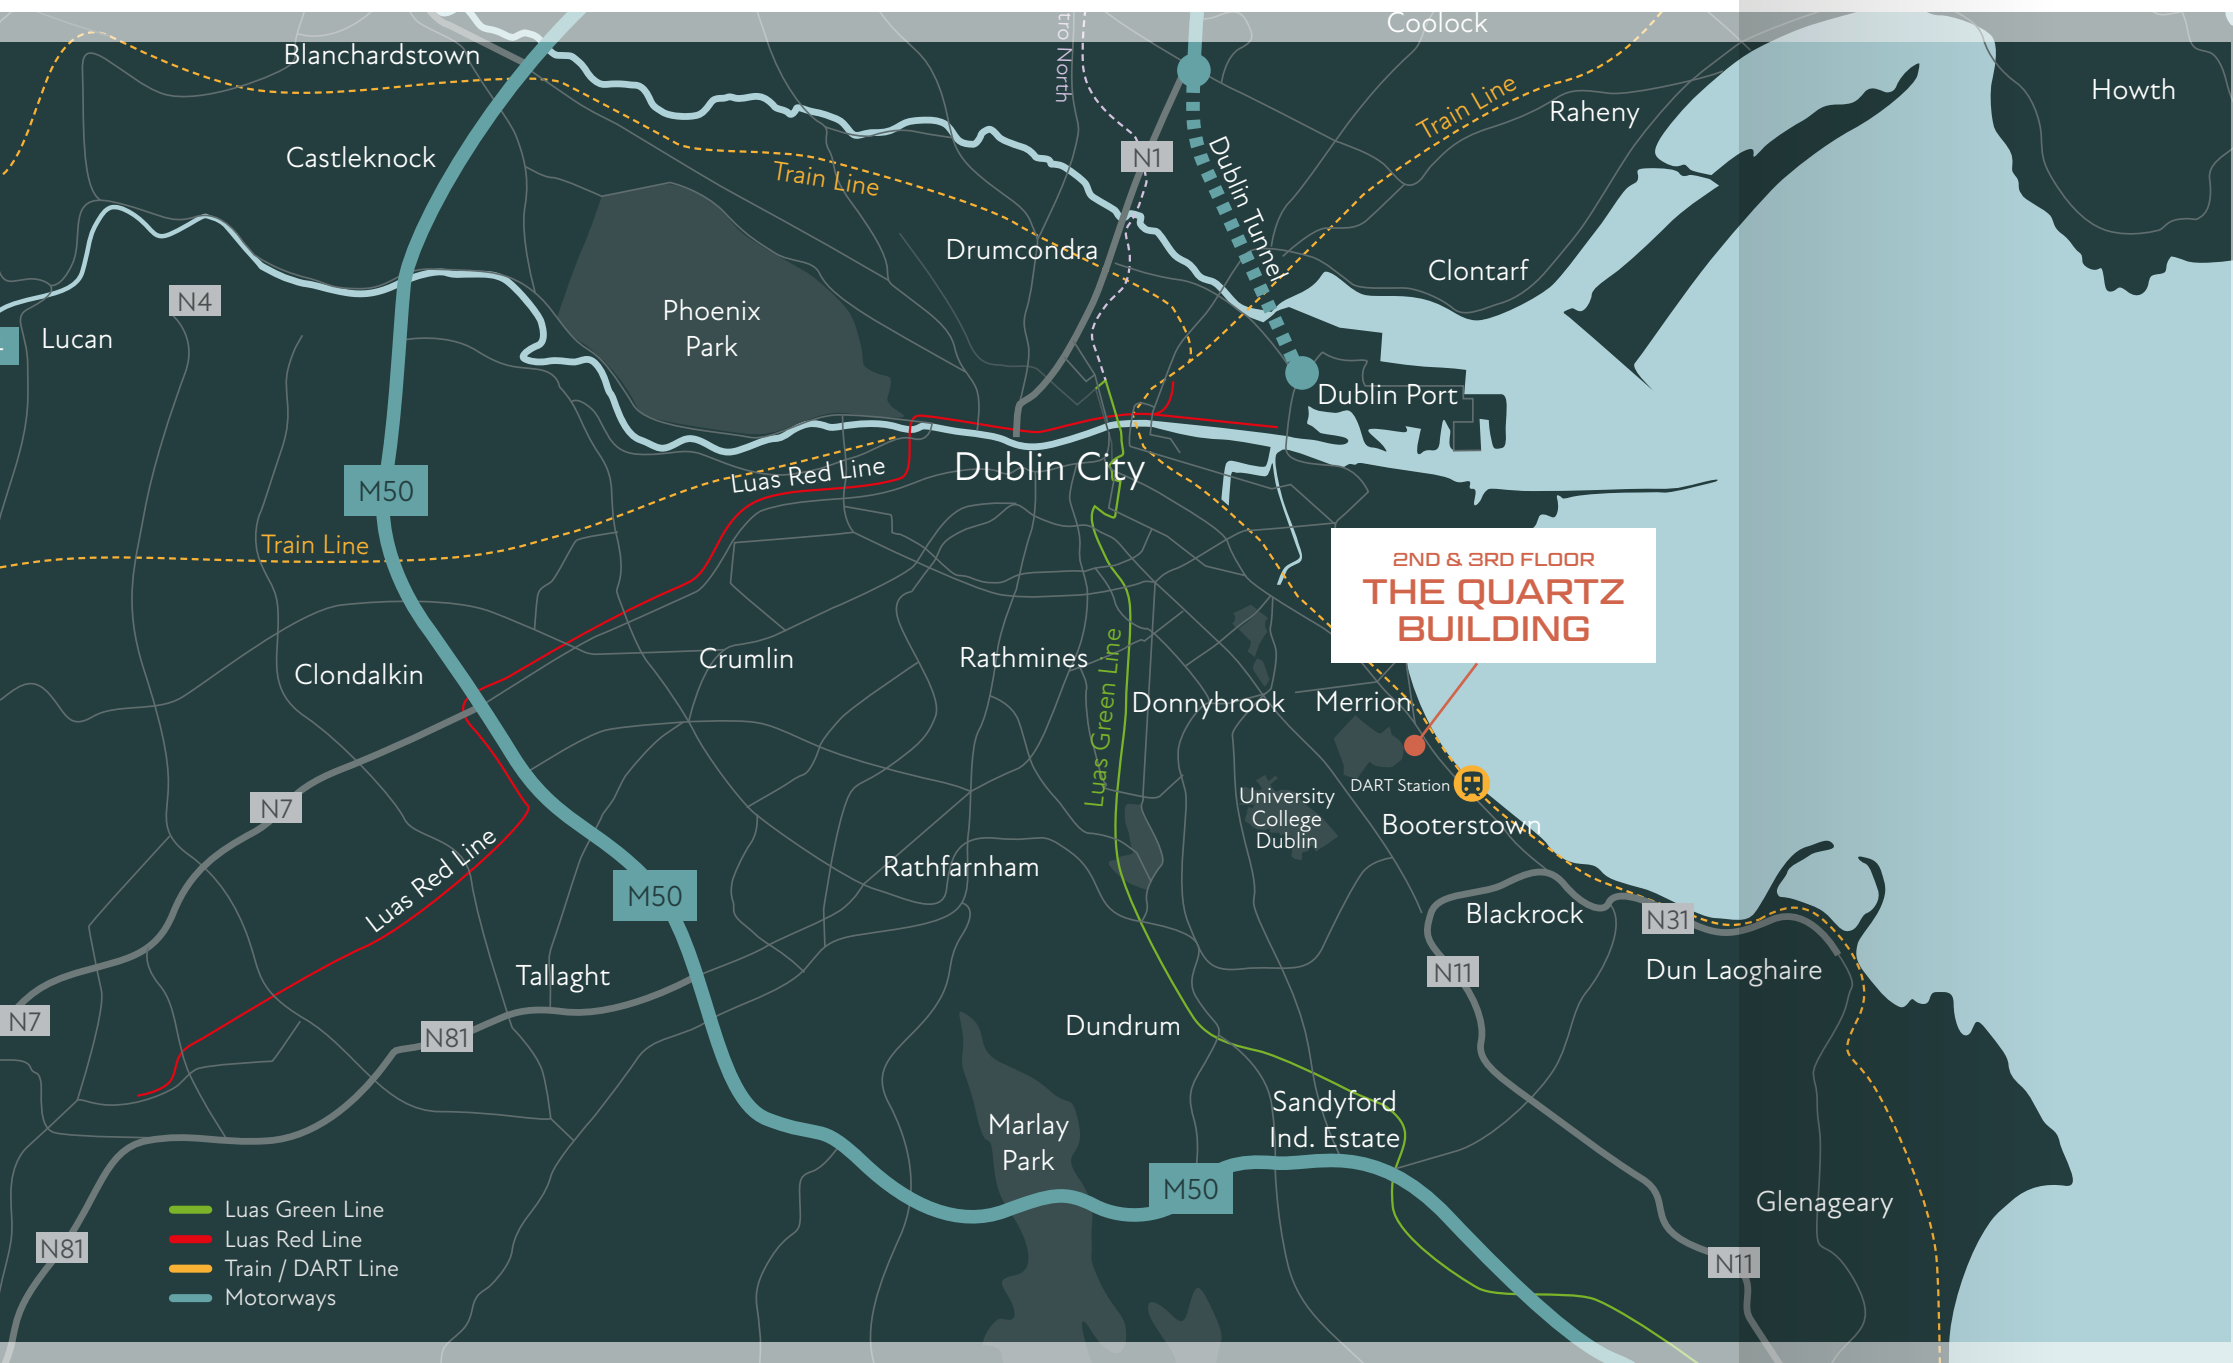 Coolock
Blanchardstown
tro North
Howth
Train Line
Raheny
Castleknock
N1
Dublin Tunnel
Train Line
Drumcondra
Clontarf
N4
Phoenix
Park
Lucan
Dublin Port
Dublin City
Luas Red Line
M50
Train Line
2ND & 3RD FLOOR
THE QUARTZ
BUILDING
Clondalkin
Crumlin
Rathmines
Luas Green Line
Donnybrook
Merrion
DART Station
University
College
Dublin
Booterstown
N7
Luas Red Line
Rathfarnham
M50
Blackrock
N31
N11
Dun Laoghaire
Tallaght
N7
N81
Dundrum
Sandyford
Ind. Estate
Marlay
Park
M50
Glenageary
N81
N11
Luas Green Line
Luas Red Line
Train / DART Line
Motorways